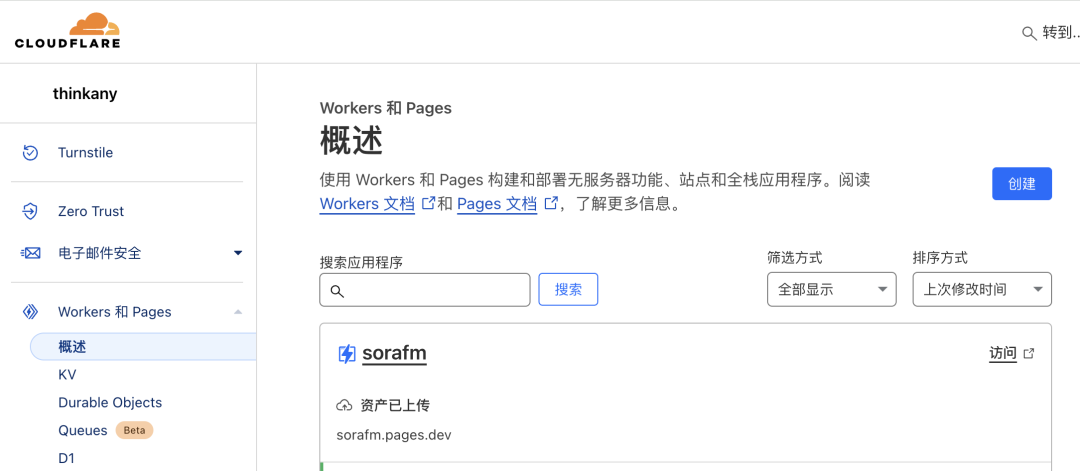 CLOUDFLARE
转到..
thinkany
Turnstile
Zero Trust
电子邮件安全
Workers 和 Pages
概述
KV
Durable Objects
Queues Beta
D1
Workers 和 Pages
概述
使用 Workers 和 Pages 构建和部署无服务器功能、站点和全栈应用程序。阅读
Workers 文档 和 Pages 文档 ，了解更多信息。
创建
搜索应用程序
搜索
筛选方式
全部显示
排序方式
上次修改时间
sorafm
访问
资产已上传
sorafm.pages.dev